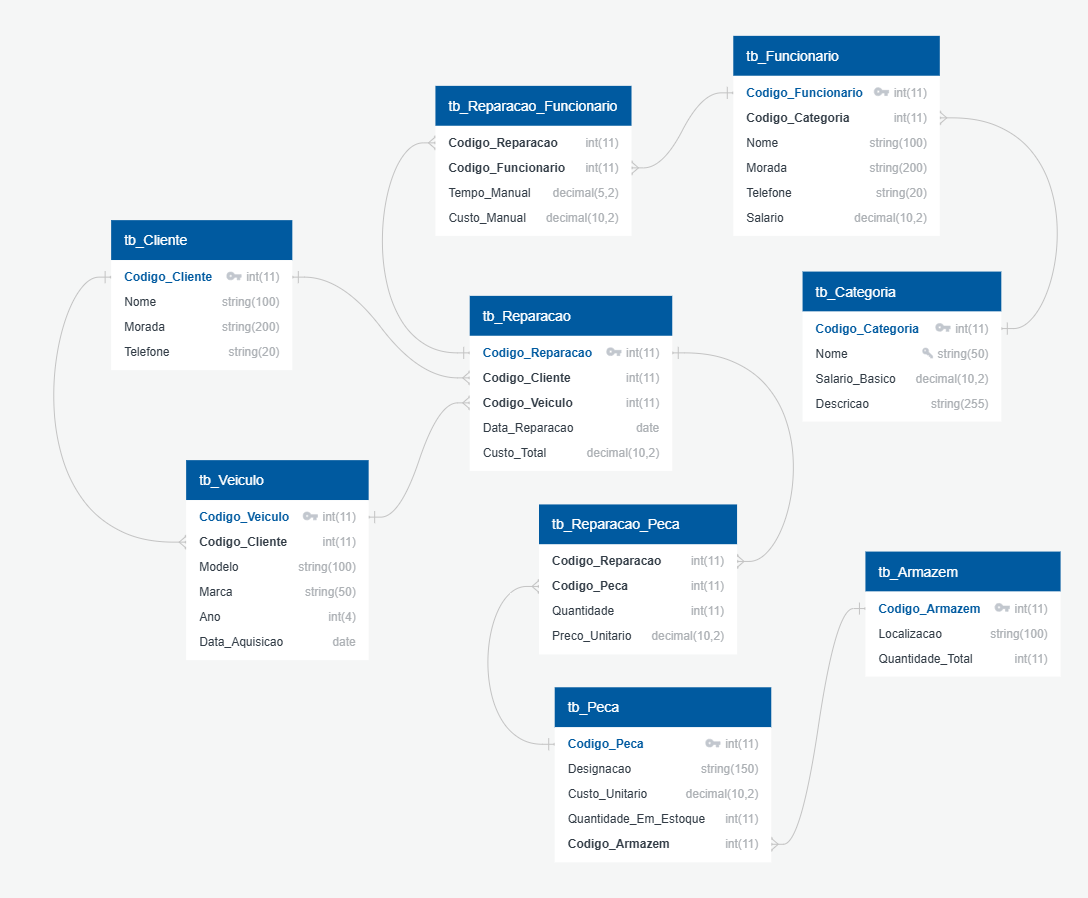 tb_Funcionario
Codigo_Funcionario int(11)
Codigo_Categoria int(11)
Nome string(100)
Morada string(200)
Telefone string(20)
Salario decimal(10,2)
tb_Reparacao_Funcionario
Codigo_Reparacao int(11)
Codigo_Funcionario int(11)
Tempo_Manual decimal(5,2)
Custo_Manual decimal(10,2)
tb_Cliente
Codigo_Cliente int(11)
Nome string(100)
Morada string(200)
Telefone string(20)
tb_Reparacao
Codigo_Reparacao int(11)
Codigo_Cliente int(11)
Codigo_Veiculo int(11)
Data_Reparacao date
Custo_Total decimal(10,2)
tb_Categoria
Codigo_Categoria int(11)
Nome string(50)
Salario_Basico decimal(10,2)
Descricao string(255)
tb_Veiculo
Codigo_Veiculo int(11)
Codigo_Cliente int(11)
Modelo string(100)
Marca string(50)
Ano int(4)
Data_Aquisicao date
tb_Reparacao_Peca
Codigo_Reparacao int(11)
Codigo_Peca int(11)
Quantidade int(11)
Preco_Unitario decimal(10,2)
tb_Armazem
Codigo_Armazem int(11)
Localizacao string(100)
Quantidade_Total int(11)
tb_Peca
Codigo_Peca int(11)
Designacao string(150)
Custo_Unitario decimal(10,2)
Quantidade_Em_Estoque int(11)
Codigo_Armazem int(11)